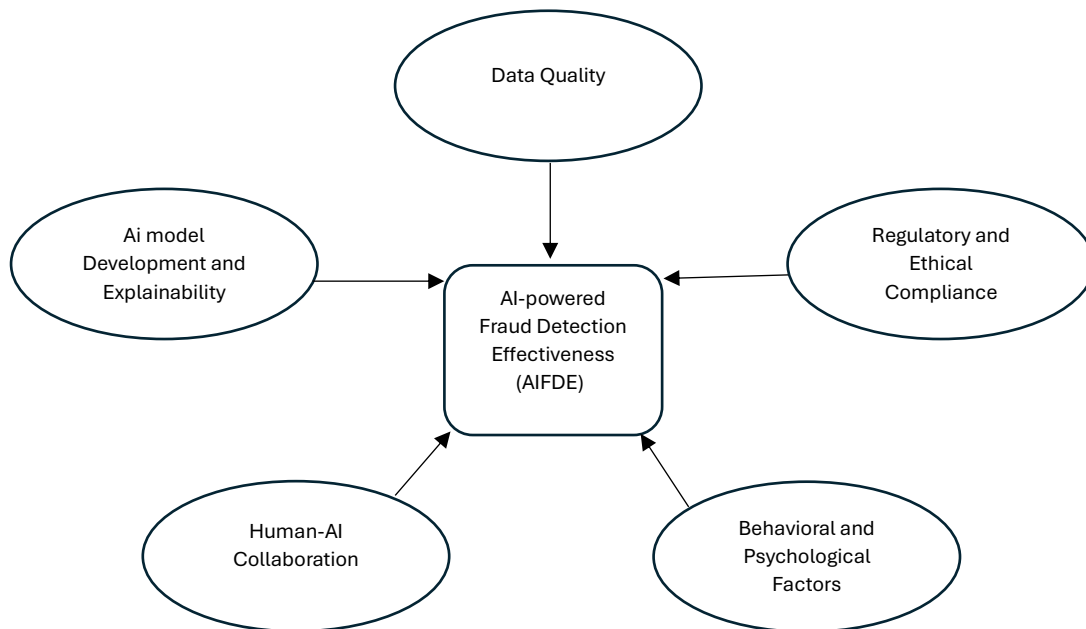 Data Quality
Ai model
Development and
Explainability
Regulatory and
Ethical
Compliance
AI-powered
Fraud Detection
Effectiveness
(AIFDE)
Human-AI
Collaboration
Behavioral and
Psychological
Factors